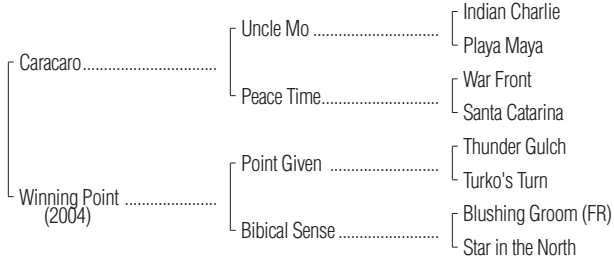 Indian Charlie
Uncle Mo
Playa Maya
Caracaro
War Front
Peace Time
Santa Catarina
Thunder Gulch
Point Given
Turko's Turn
Winning Point
(2004)
Blushing Groom (FR)
Bibical Sense
Star in the North